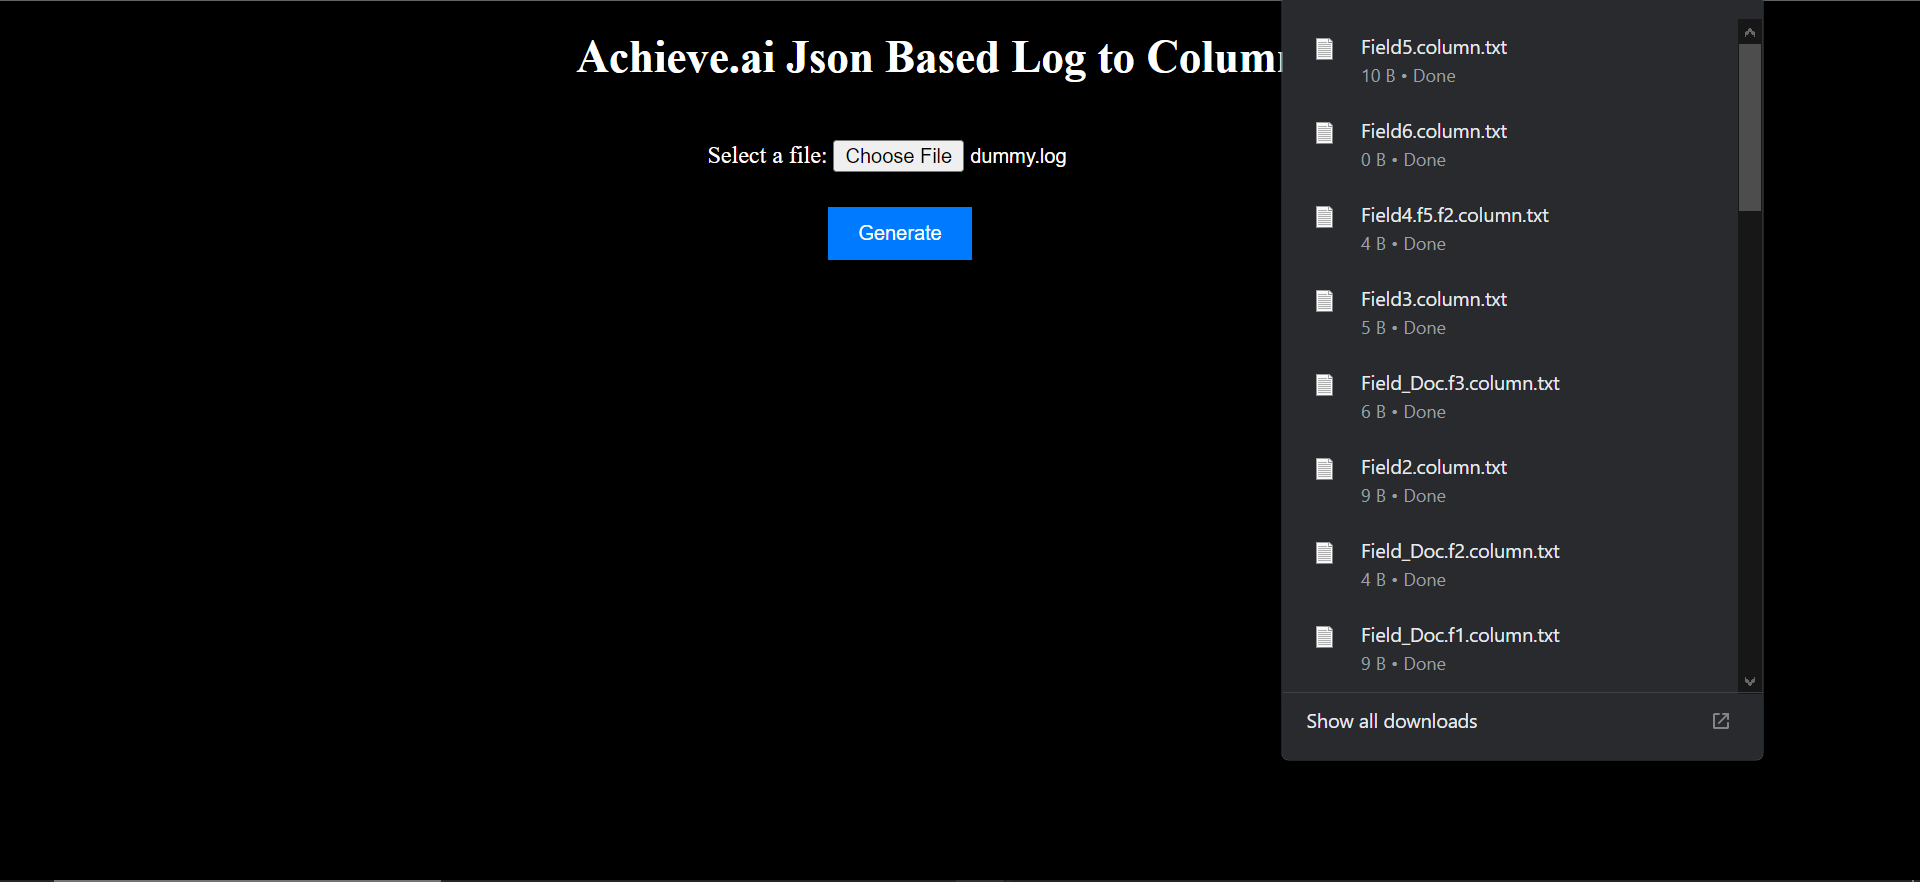 Achieve.ai Json Based Log to Colum
Select a file: Choose File dummy.log
Generate
Field5.column.txt
10 B • Done
Field6.column.txt
0 B • Done
Field4.f5.f2.column.txt
4 B • Done
Field3.column.txt
5 B • Done
Field_Doc.f3.column.txt
6 B • Done
Field2.column.txt
9 B • Done
Field_Doc.f2.column.txt
4 B • Done
Field_Doc.f1.column.txt
9 B • Done
Show all downloads